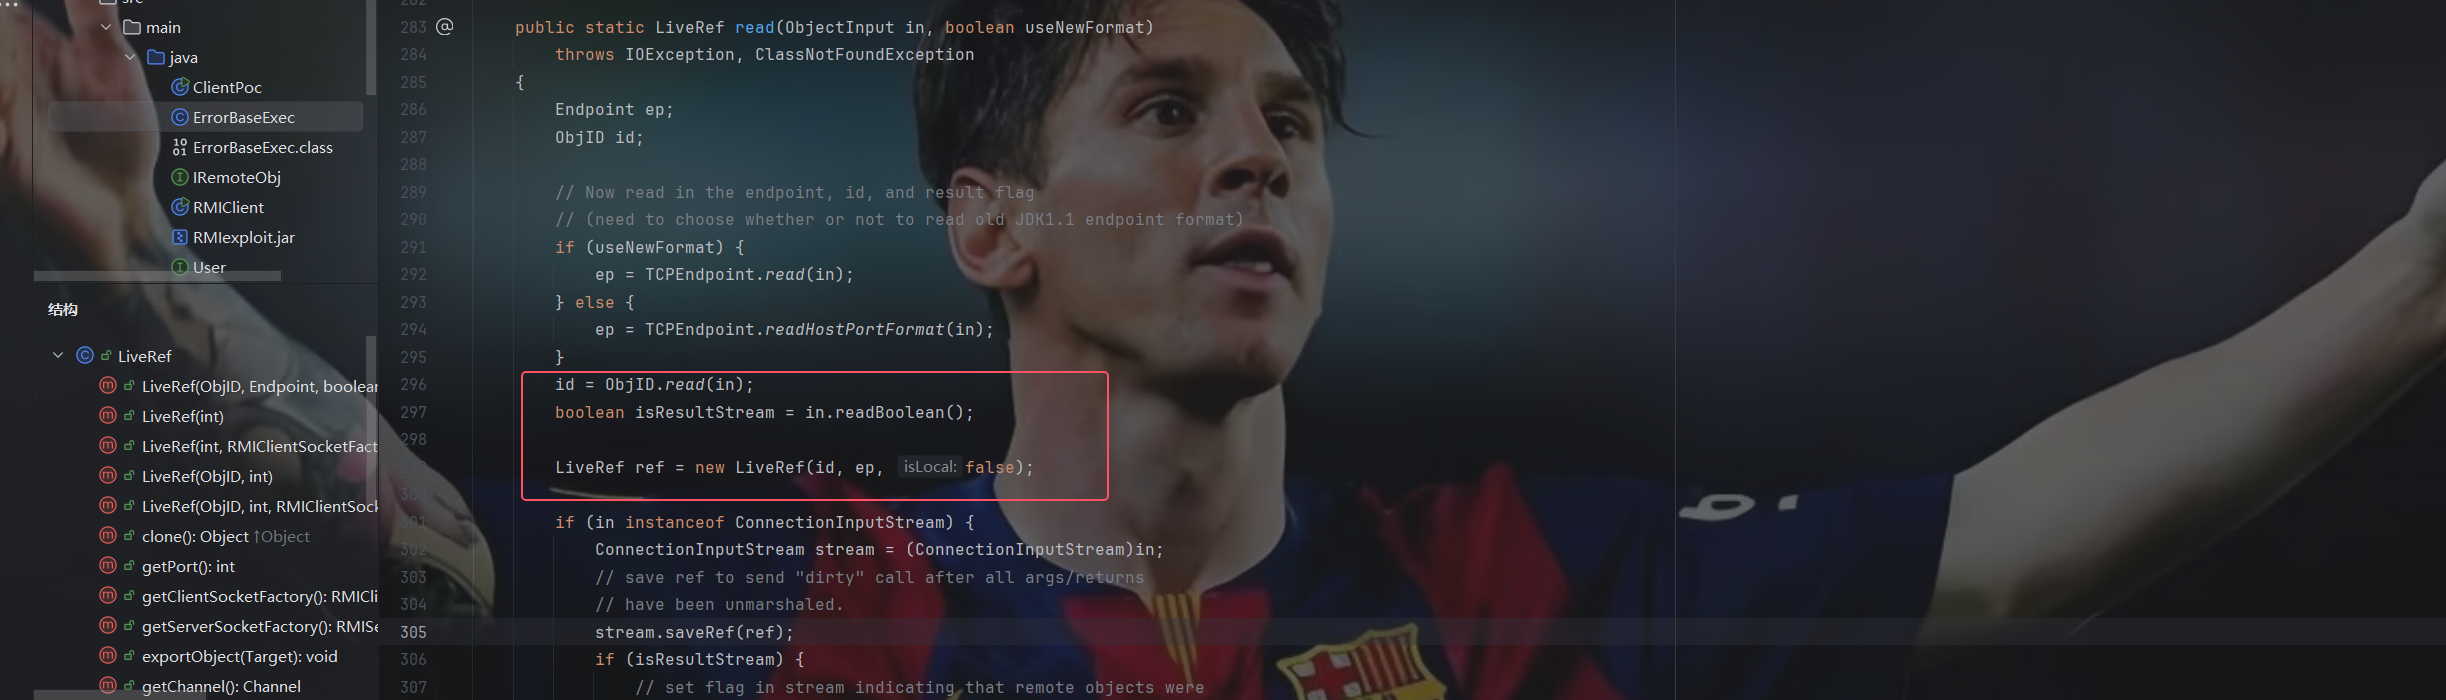 src
main
java
ClientPoc
ErrorBaseExec
ErrorBaseExec.class
IRemoteObj
RMIClient
RMIexploit.jar
User
结构
LiveRef
LiveRef(ObjID, Endpoint, boolean
LiveRef(int)
LiveRef(int, RMIClientSocketFact
LiveRef(ObjID, int)
LiveRef(ObjID, int, RMIClientSock
clone(): Object ↑Object
getPort(): int
getClientSocketFactory(): RMICli
getServerSocketFactory(): RMISe
exportObject(Target): void
getChannel(): Channel
282
283 @ public static LiveRef read(ObjectInput in, boolean useNewFormat)
284 throws IOException, ClassNotFoundException
285 {
286 Endpoint ep;
287 ObjID id;
288
289 // Now read in the endpoint, id, and result flag
290 // (need to choose whether or not to read old JDK1.1 endpoint format)
291 if (useNewFormat) {
292 ep = TCPEndpoint.read(in);
293 } else {
294 ep = TCPEndpoint.readHostPortFormat(in);
295 }
296 id = ObjID.read(in);
297 boolean isResultStream = in.readBoolean();
298
299 LiveRef ref = new LiveRef(id, ep, isLocal: false);
300
301 if (in instanceof ConnectionInputStream) {
302 ConnectionInputStream stream = (ConnectionInputStream)in;
303 // save ref to send "dirty" call after all args/returns
304 // have been unmarshaled.
305 stream.saveRef(ref);
306 if (isResultStream) {
307 // set flag in stream indicating that remote objects were